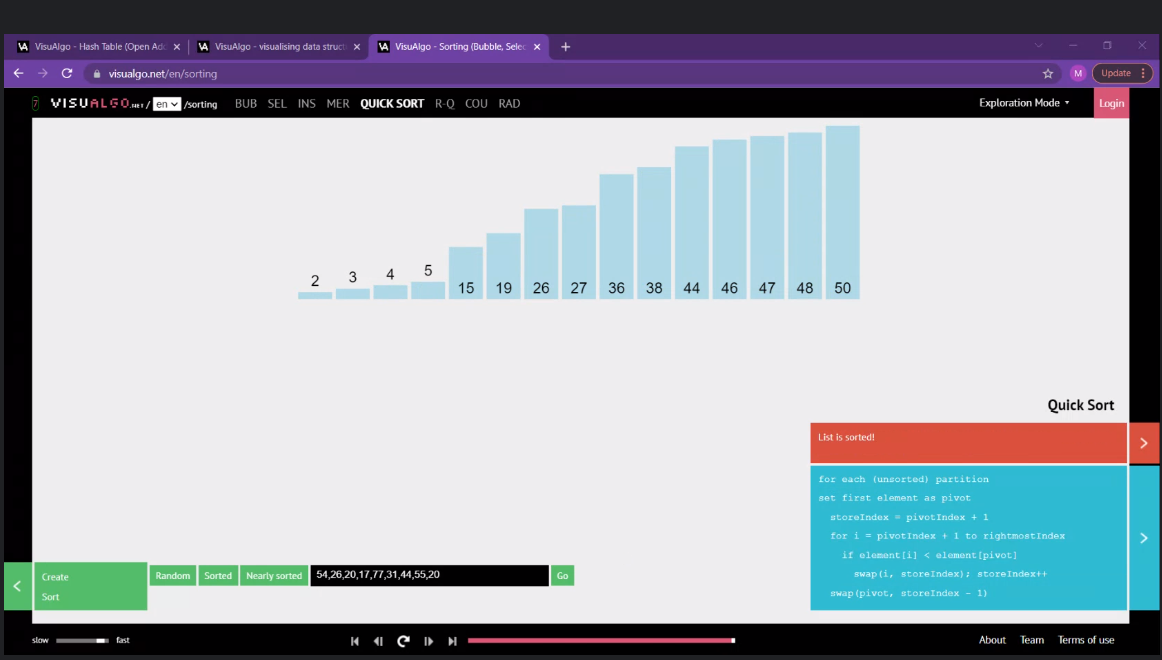 VisuAlgo - Hash Table (Open Add
VisuAlgo - visualising data struct
VisuAlgo - Sorting (Bubble, Selec
visualgo.net/en/sorting
M
Update
7 VISUALGO.NET / en /sorting BUB SEL INS MER QUICK SORT R-Q COU RAD Exploration Mode Login
2 3 4 5 15 19 26 27 36 38 44 46 47 48 50
Quick Sort
List is sorted!
for each (unsorted) partition
set first element as pivot
storeIndex = pivotIndex + 1
for i = pivotIndex + 1 to rightmostIndex
if element[i] < element[pivot]
swap(i, storeIndex); storeIndex++
swap(pivot, storeIndex - 1)
Create
Sort
Random Sorted Nearly sorted 54,26,20,17,77,31,44,55,20 Go
slow fast
About Team Terms of use